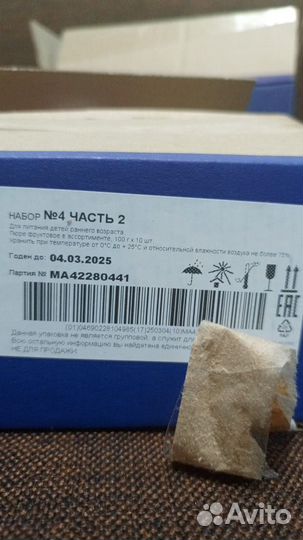 НАБОР №4 ЧАСТЬ 2
Для питания детей раннего возраста
Пюре фруктовое в ассортименте, 100 г х 10 шт.
хранить при температуре от 0°С до + 25°С и относительной влажности воздуха не более 75%
Годен до: 04.03.2025
Партия № МА42280441
Данная упаковка не является групповой, а служит для
Всю остальную информацию вы найдете на единично
НЕ ДЛЯ ПРОДАЖИ
Avito